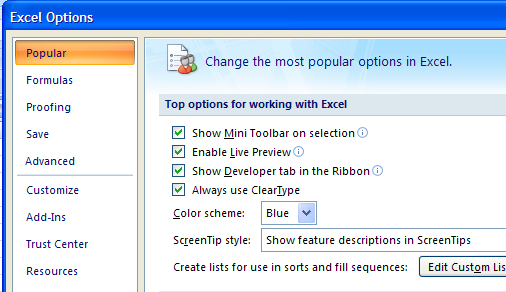 Excel Options
Popular
Formulas
Proofing
Save
Advanced
Customize
Add-Ins
Trust Center
Resources
Change the most popular options in Excel.
Top options for working with Excel
Show Mini Toolbar on selection
Enable Live Preview
Show Developer tab in the Ribbon
Always use ClearType
Color scheme: Blue
ScreenTip style: Show feature descriptions in ScreenTips
Create lists for use in sorts and fill sequences: Edit Custom Lis